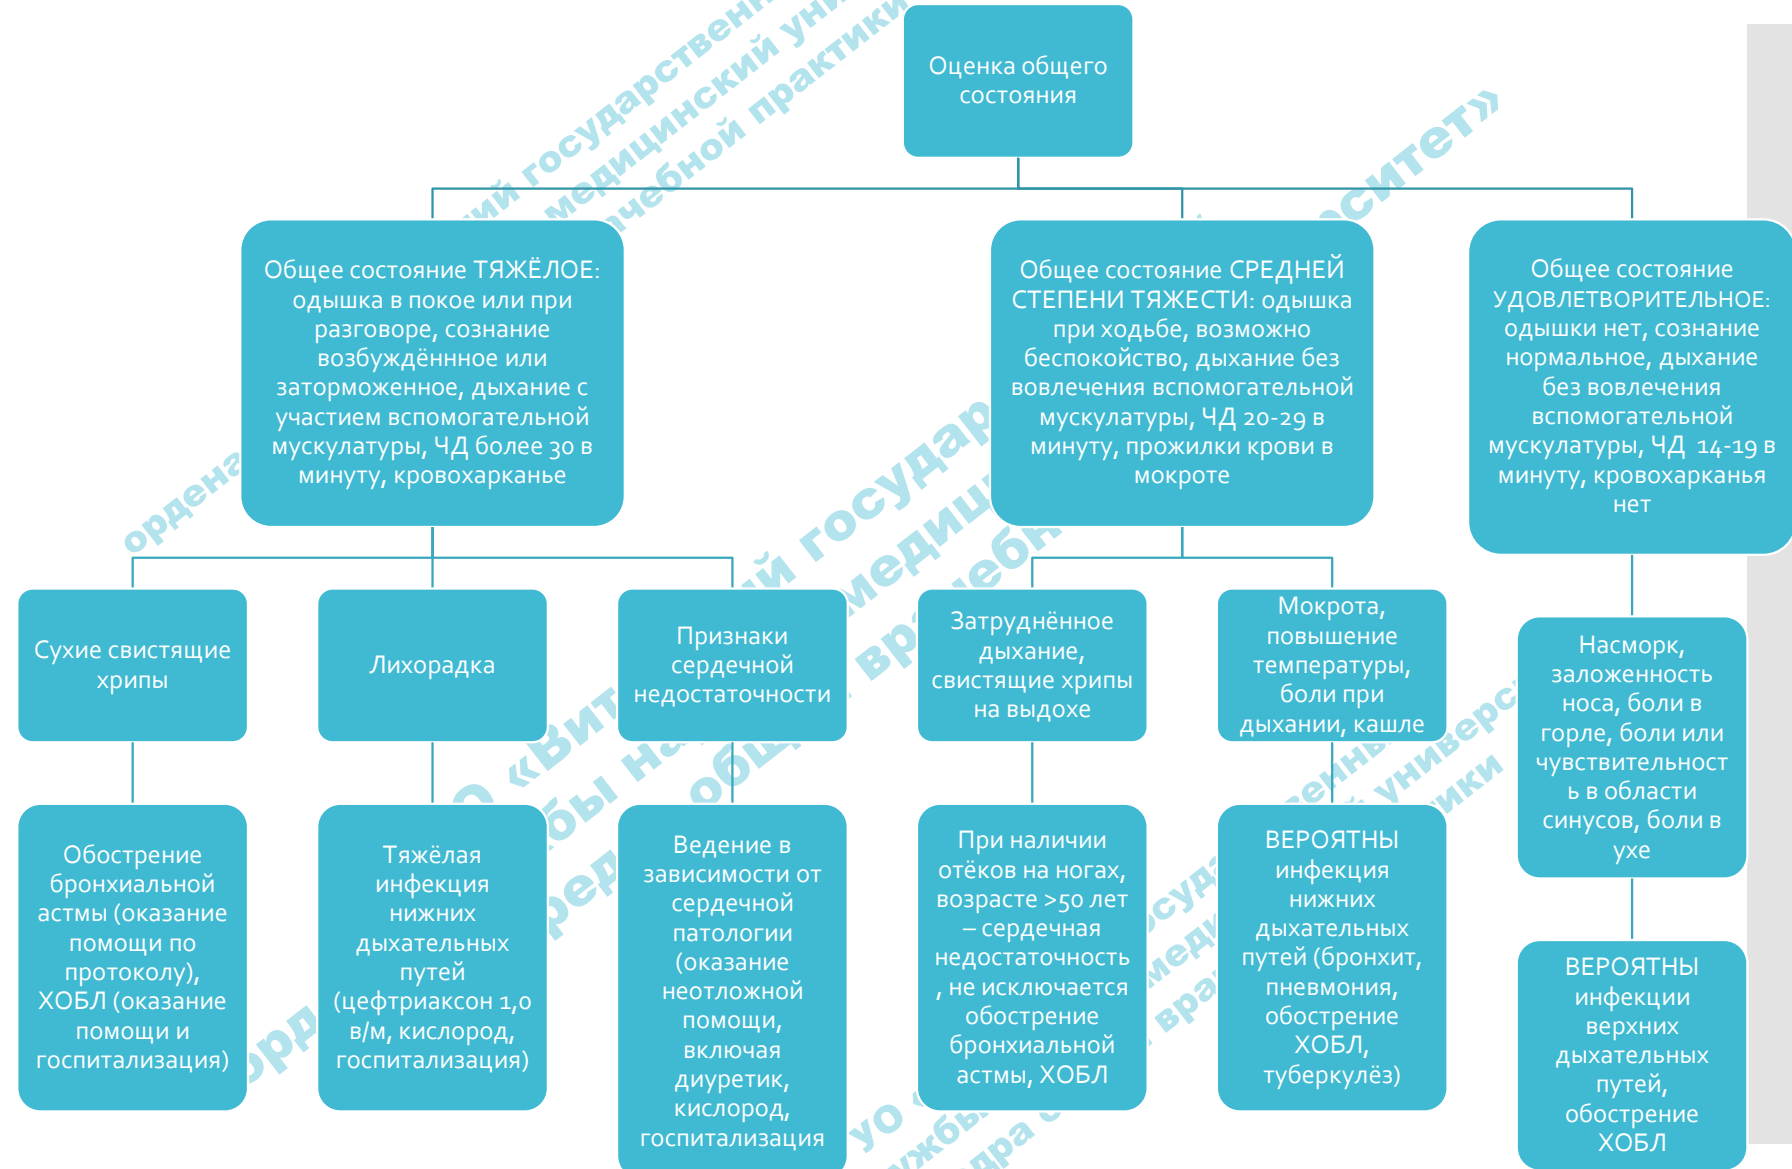 Оценка общего
состояния
Общее состояние ТЯЖЁЛОЕ:
одышка в покое или при
разговоре, сознание
возбуждённное или
заторможенное, дыхание с
участием вспомогательной
мускулатуры, ЧД более 30 в
минуту, кровохарканье
Общее состояние СРЕДНЕЙ
СТЕПЕНИ ТЯЖЕСТИ: одышка
при ходьбе, возможно
беспокойство, дыхание без
вовлечения вспомогательной
мускулатуры, ЧД 20-29 в
минуту, прожилки крови в
мокроте
Общее состояние
УДОВЛЕТВОРИТЕЛЬНОЕ:
одышки нет, сознание
нормальное, дыхание
без вовлечения
вспомогательной
мускулатуры, ЧД 14-19 в
минуту, кровохарканья
нет
Сухие свистящие
хрипы
Лихорадка
Признаки
сердечной
недостаточности
Затруднённое
дыхание,
свистящие хрипы
на выдохе
Мокрота,
повышение
температуры,
боли при
дыхании, кашле
Насморк,
заложенность
носа, боли в
горле, боли или
чувствительност
ь в области
синусов, боли в
ухе
Обострение
бронхиальной
астмы (оказание
помощи по
протоколу),
ХОБЛ (оказание
помощи и
госпитализация)
Тяжёлая
инфекция
нижних
дыхательных
путей
(цефтриаксон 1,0
в/м, кислород,
госпитализация)
Ведение в
зависимости от
сердечной
патологии
(оказание
неотложной
помощи,
включая
диуретик,
кислород,
госпитализация
При наличии
отёков на ногах,
возрасте >50 лет
– сердечная
недостаточность
, не исключается
обострение
бронхиальной
астмы, ХОБЛ
ВЕРОЯТНЫ
инфекция
нижних
дыхательных
путей (бронхит,
пневмония,
обострение
ХОБЛ,
туберкулёз)
ВЕРОЯТНЫ
инфекции
верхних
дыхательных
путей,
обострение
ХОБЛ
медицинский
практики
ордена